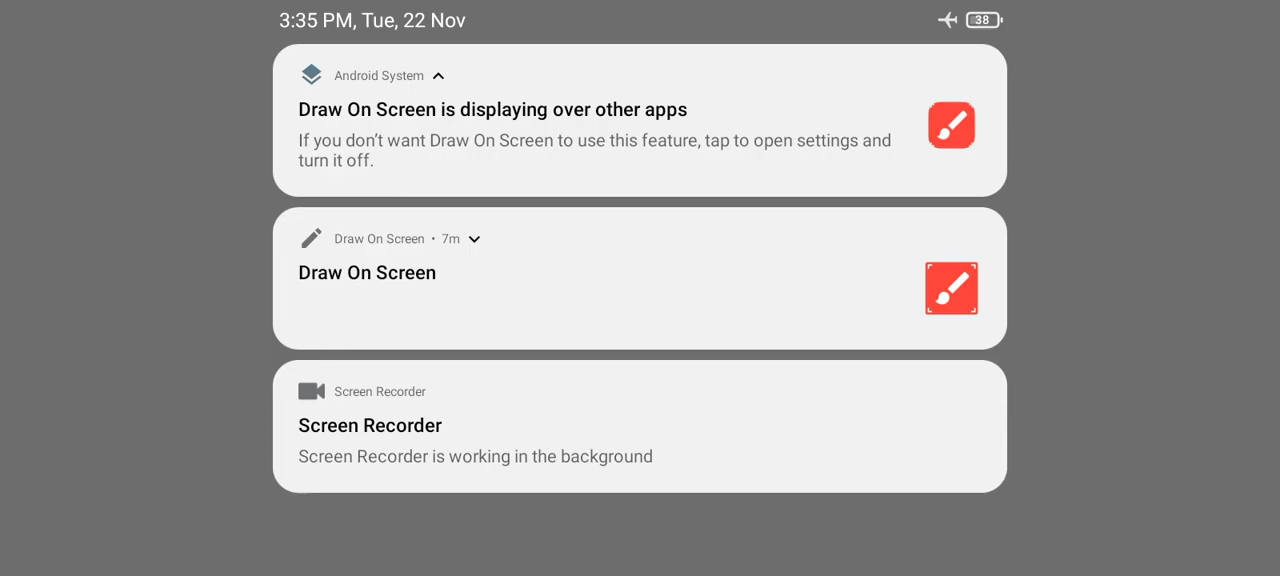 3:35 PM, Tue, 22 Nov
38
Android System
Draw On Screen is displaying over other apps
If you don't want Draw On Screen to use this feature, tap to open settings and
turn it off.
Draw On Screen • 7m
Draw On Screen
Screen Recorder
Screen Recorder
Screen Recorder is working in the background